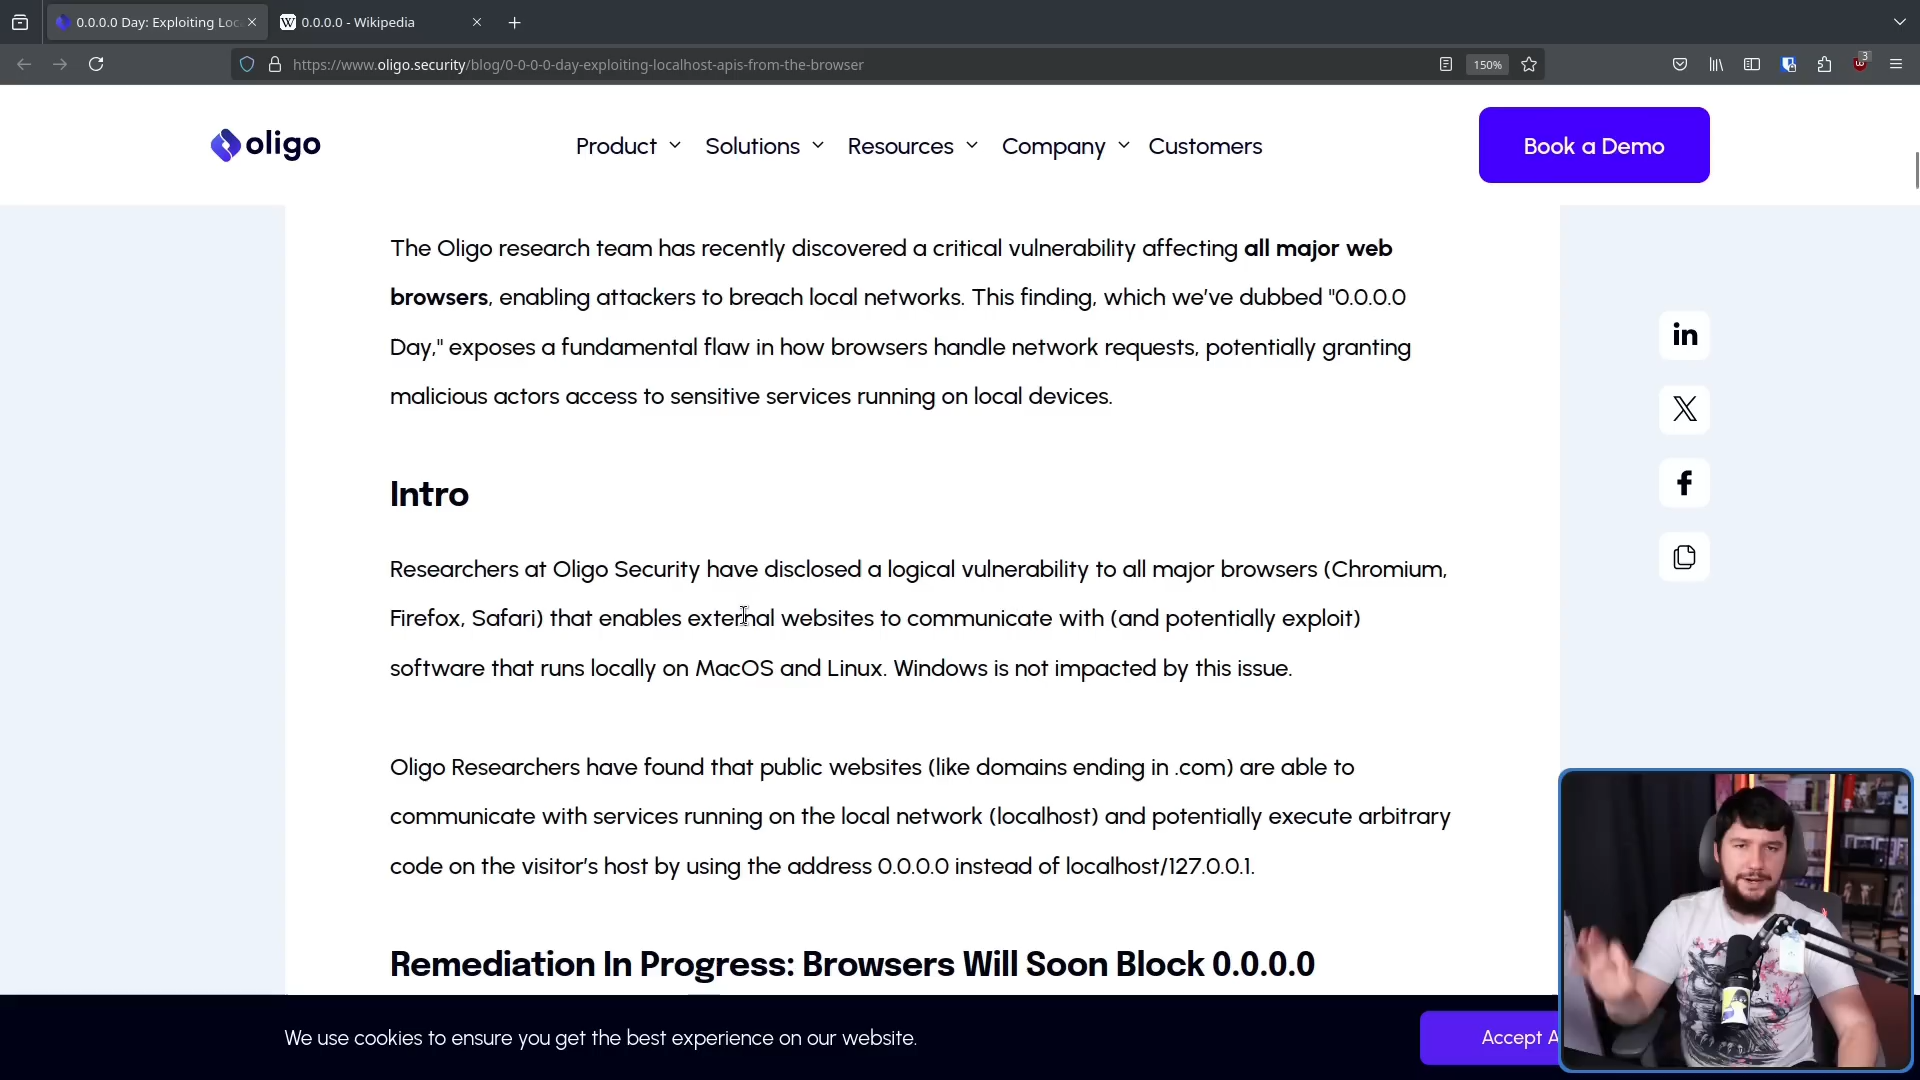 0.0.0.0 Day: Exploiting Loc
0.0.0.0 - Wikipedia
https://www.oligo.security/blog/0-0-0-0-day-exploiting-localhost-apis-from-the-browser
150%
3
oligo
Product
Solutions
Resources
Company
Customers
Book a Demo
The Oligo research team has recently discovered a critical vulnerability affecting all major web
browsers, enabling attackers to breach local networks. This finding, which we’ve dubbed "0.0.0.0
Day," exposes a fundamental flaw in how browsers handle network requests, potentially granting
malicious actors access to sensitive services running on local devices.
Intro
Researchers at Oligo Security have disclosed a logical vulnerability to all major browsers (Chromium,
Firefox, Safari) that enables external websites to communicate with (and potentially exploit)
software that runs locally on MacOS and Linux. Windows is not impacted by this issue.
Oligo Researchers have found that public websites (like domains ending in .com) are able to
communicate with services running on the local network (localhost) and potentially execute arbitrary
code on the visitor’s host by using the address 0.0.0.0 instead of localhost/127.0.0.1.
Remediation In Progress: Browsers Will Soon Block 0.0.0.0
We use cookies to ensure you get the best experience on our website.
Accept A